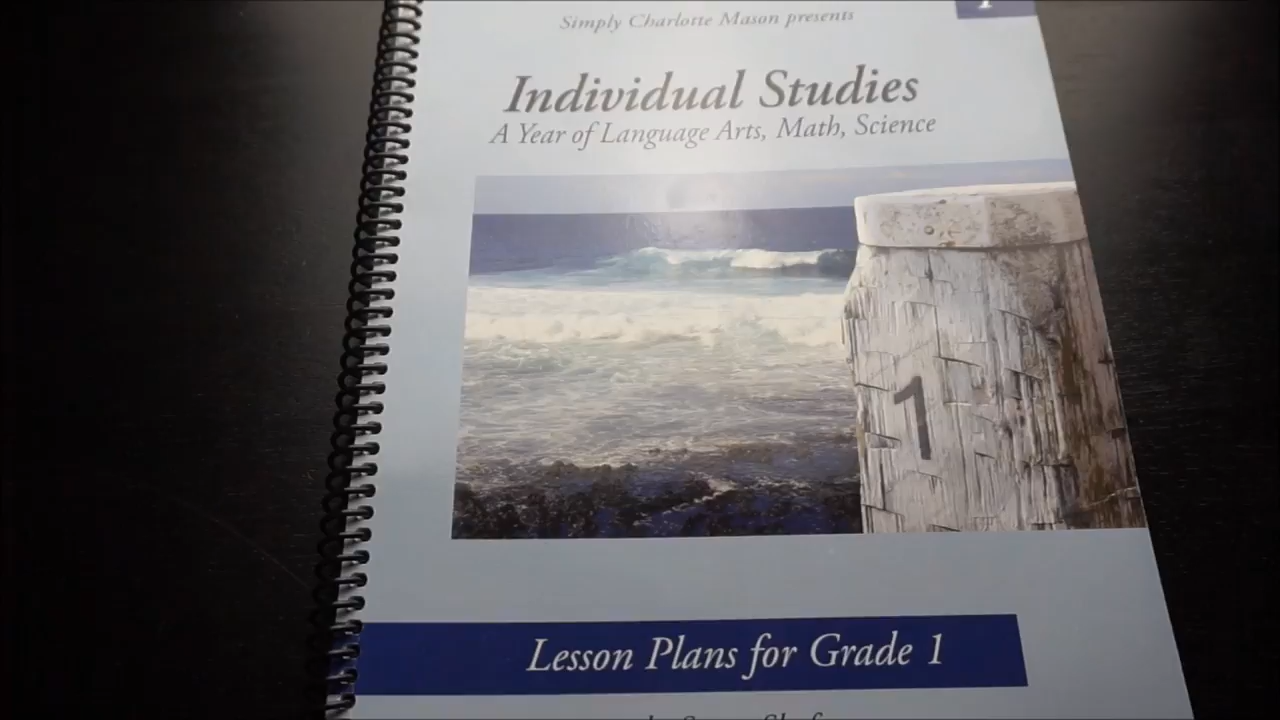 Simply Charlotte Mason presents
Individual Studies
A Year of Language Arts, Math, Science
1
Lesson Plans for Grade 1